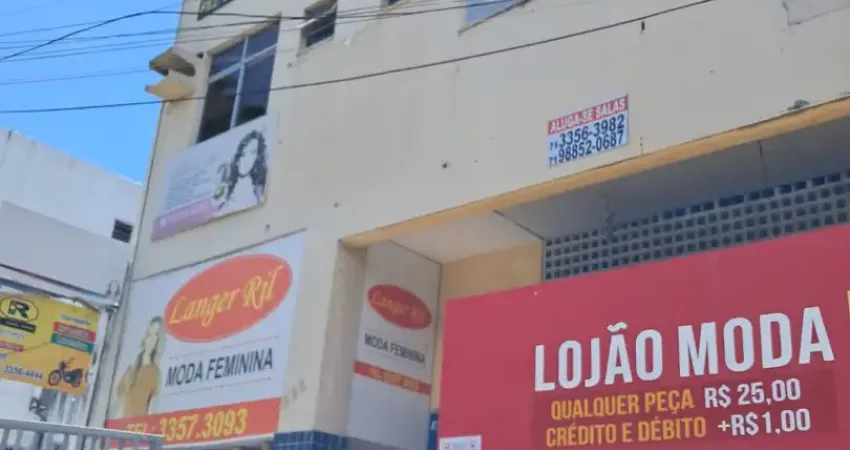 ALUGA-SE SALAS
71 3356-3982
71 98852-0687
Langer Ril
MODA FEMININA
TEL: 3357.3093
Langer Ril
MODA FEMININA
R
3356-4444
LOJÃO MODA
QUALQUER PEÇA R$ 25,00
CRÉDITO E DÉBITO +R$1,00